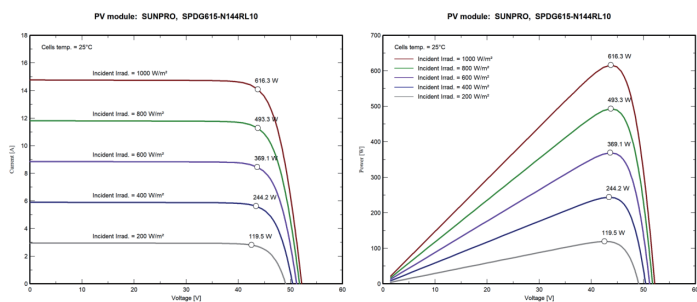 PV module: SUNPRO, SPDG615-N144RL10
Cells temp. = 25°C
Incident Irrad. = 1000 W/m²
616.3 W
Incident Irrad. = 800 W/m²
493.3 W
Incident Irrad. = 600 W/m²
369.1 W
Incident Irrad. = 400 W/m²
244.2 W
Incident Irrad. = 200 W/m²
119.5 W
Current [A]
18
16
14
12
10
8
6
4
2
0
0 10 20 30 40 50 60
Voltage [V]
PV module: SUNPRO, SPDG615-N144RL10
Cells temp. = 25°C
Incident Irrad. = 1000 W/m²
Incident Irrad. = 800 W/m²
Incident Irrad. = 600 W/m²
Incident Irrad. = 400 W/m²
Incident Irrad. = 200 W/m²
616.3 W
493.3 W
369.1 W
244.2 W
119.5 W
Power [W]
700
600
500
400
300
200
100
0
0 10 20 30 40 50 60
Voltage [V]